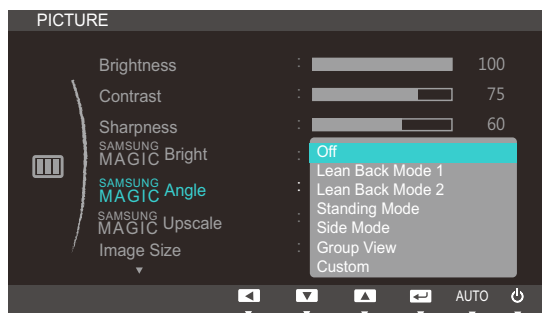 PICTURE
Brightness : 100
Contrast : 75
Sharpness : 60
SAMSUNG MAGIC Bright :
Off
Lean Back Mode 1
SAMSUNG MAGIC Angle :
Lean Back Mode 2
Standing Mode
SAMSUNG MAGIC Upscale :
Side Mode
Image Size :
Group View
Custom
AUTO